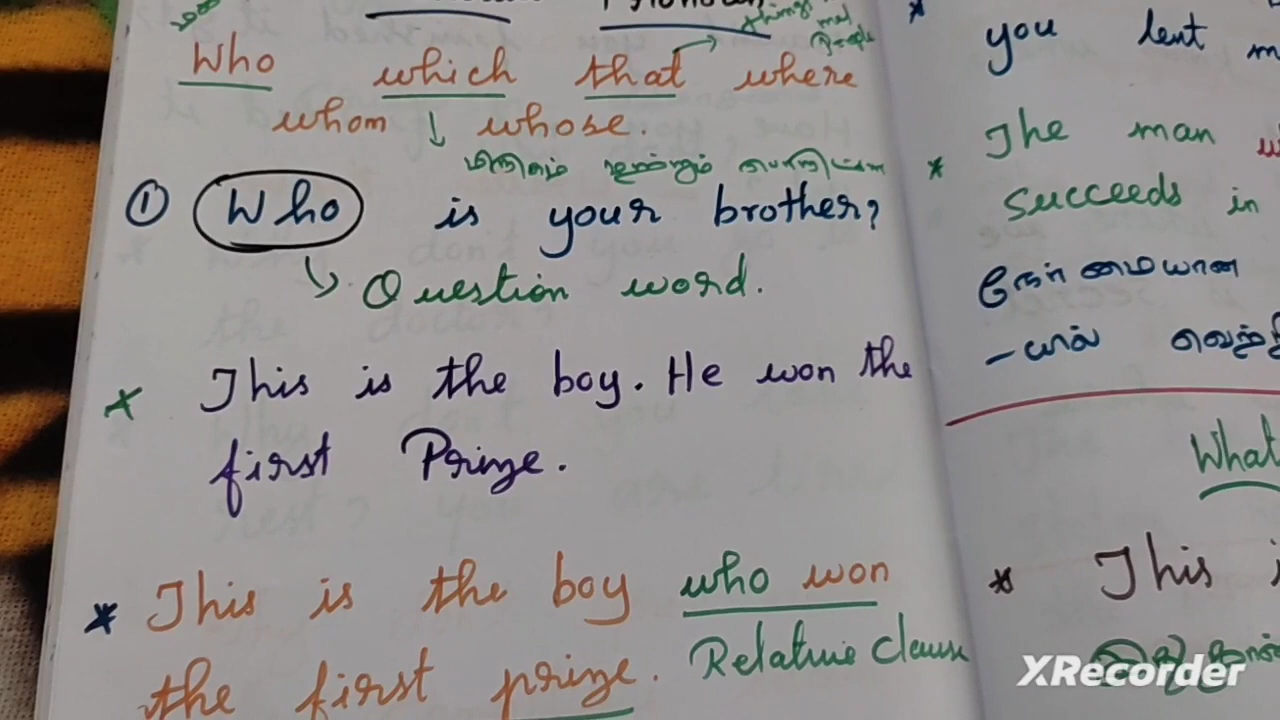 things
Who which that where
whom whose.
① Who is your brother?
Question word.
This is the boy. He won the
first Prize.
This is the boy who won
the first prize. Relative Clause
you lent m
The man
succeeds in
நேர்மையான
-யால்
What
This i
XRecorder